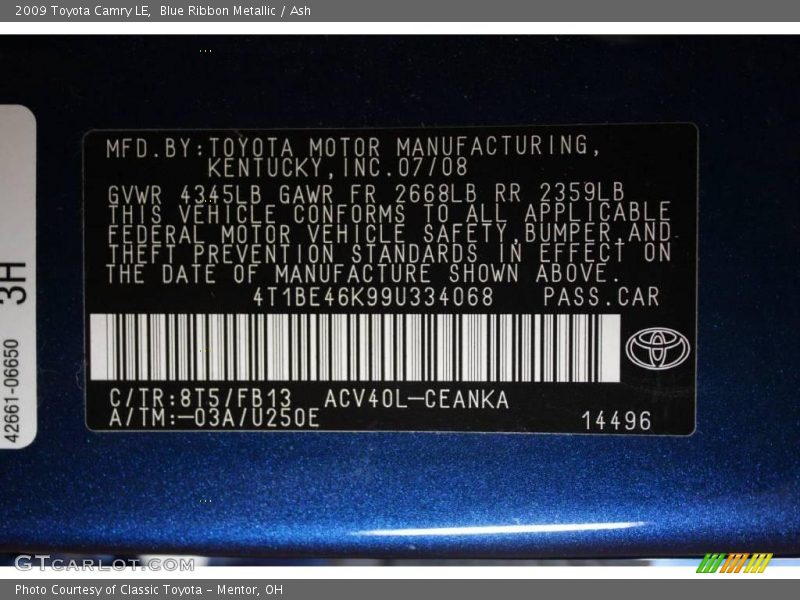 2009 Toyota Camry LE, Blue Ribbon Metallic / Ash
MFD.BY:TOYOTA MOTOR MANUFACTURING,
KENTUCKY,INC.07/08
GVWR 4345LB GAWR FR 2668LB RR 2359LB
THIS VEHICLE CONFORMS TO ALL APPLICABLE
FEDERAL MOTOR VEHICLE SAFETY,BUMPER,AND
THEFT PREVENTION STANDARDS IN EFFECT ON
THE DATE OF MANUFACTURE SHOWN ABOVE.
4T1BE46K99U334068 PASS.CAR
C/TR:8T5/FB13 ACV40L-CEANKA
A/TM:-03A/U250E
14496
3H
42661-06650
GTcarlot.com
Photo Courtesy of Classic Toyota - Mentor, OH